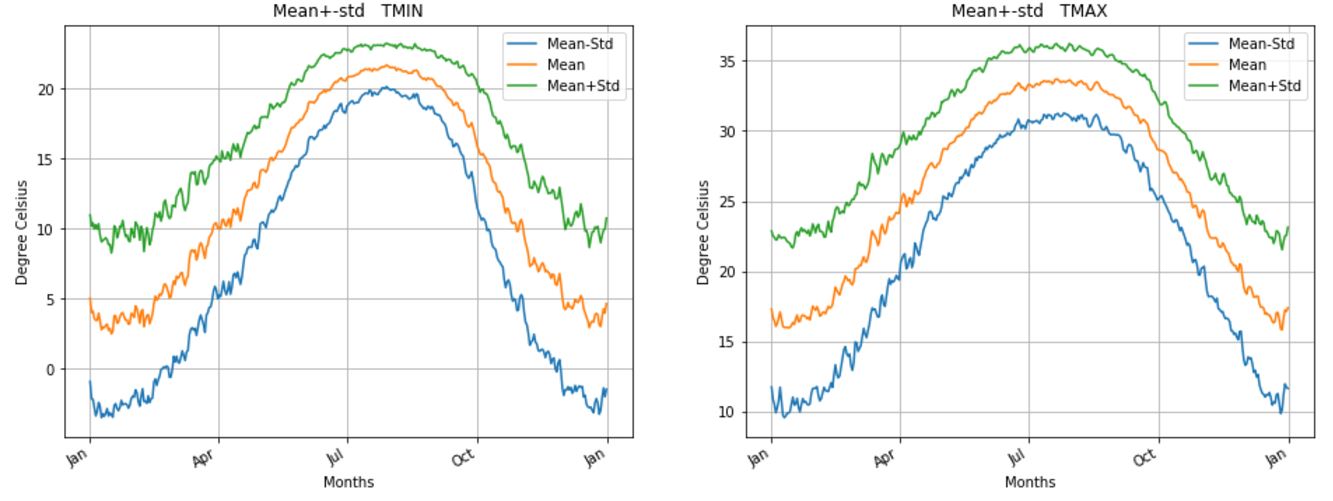 Mean+-std TMIN
Mean-Std
Mean
Mean+Std
20
15
10
5
0
Degree Celsius
Jan
Apr
Jul
Oct
Jan
Months
Mean+-std TMAX
Mean-Std
Mean
Mean+Std
35
30
25
20
15
10
Degree Celsius
Jan
Apr
Jul
Oct
Jan
Months